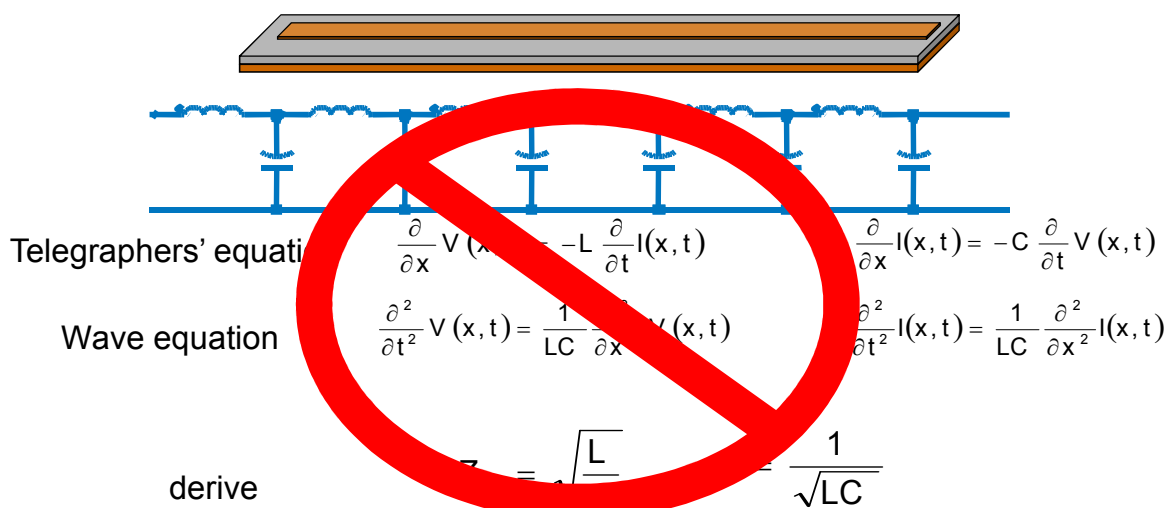 Telegraphers’ equati ∂/∂x V (x = −L ∂/∂t I(x, t) ∂/∂x I(x, t) = −C ∂/∂t V (x, t)
Wave equation ∂²/∂t² V (x, t) = 1/LC ∂x (x, t) ∂²/∂t² I(x, t) = 1/LC ∂²/∂x² I(x, t)
derive = √L = 1/√LC